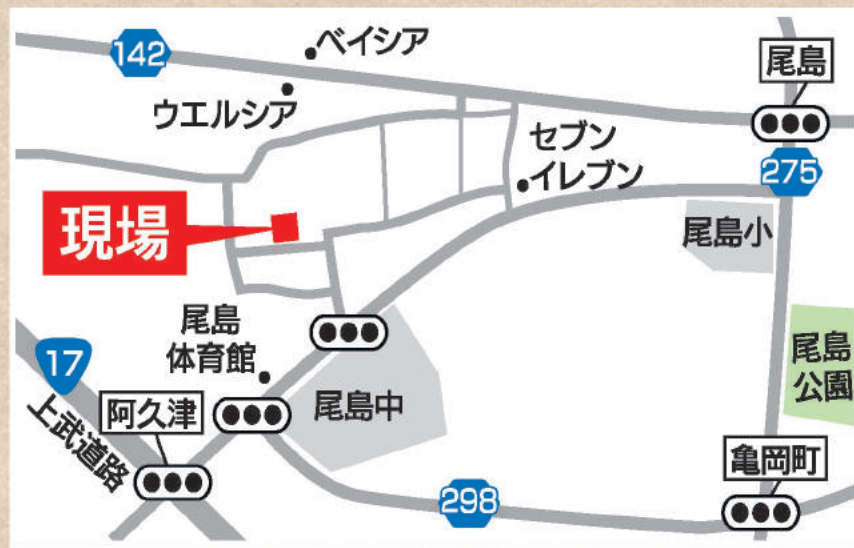 142
ベイシア
尾島
ウエルシア
セブン
イレブン
275
現場
尾島小
尾島
体育館
尾島
公園
17
上武道路
阿久津
尾島中
亀岡町
298